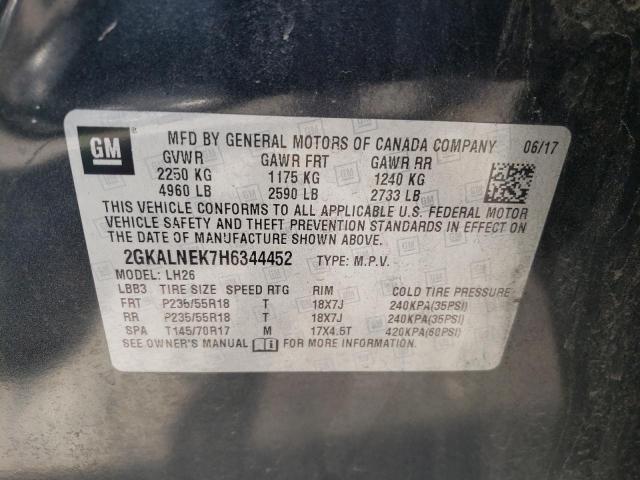 GM
MFD BY GENERAL MOTORS OF CANADA COMPANY 06/17
GVWR GAWR FRT GAWR RR
2250 KG 1175 KG 1240 KG
4960 LB 2590 LB 2733 LB
THIS VEHICLE CONFORMS TO ALL APPLICABLE U.S. FEDERAL MOTOR
VEHICLE SAFETY AND THEFT PREVENTION STANDARDS IN EFFECT ON
THE DATE OF MANUFACTURE SHOWN ABOVE.
2GKALNEK7H6344452 TYPE: M.P.V.
MODEL: LH26
LBB3 TIRE SIZE SPEED RTG RIM COLD TIRE PRESSURE
FRT P235/55R18 T 18X7J 240KPA(35PSI)
RR P235/55R18 T 18X7J 240KPA(35PSI)
SPA T145/70R17 M 17X4.5T 420KPA(60PSI)
SEE OWNER'S MANUAL FOR MORE INFORMATION.